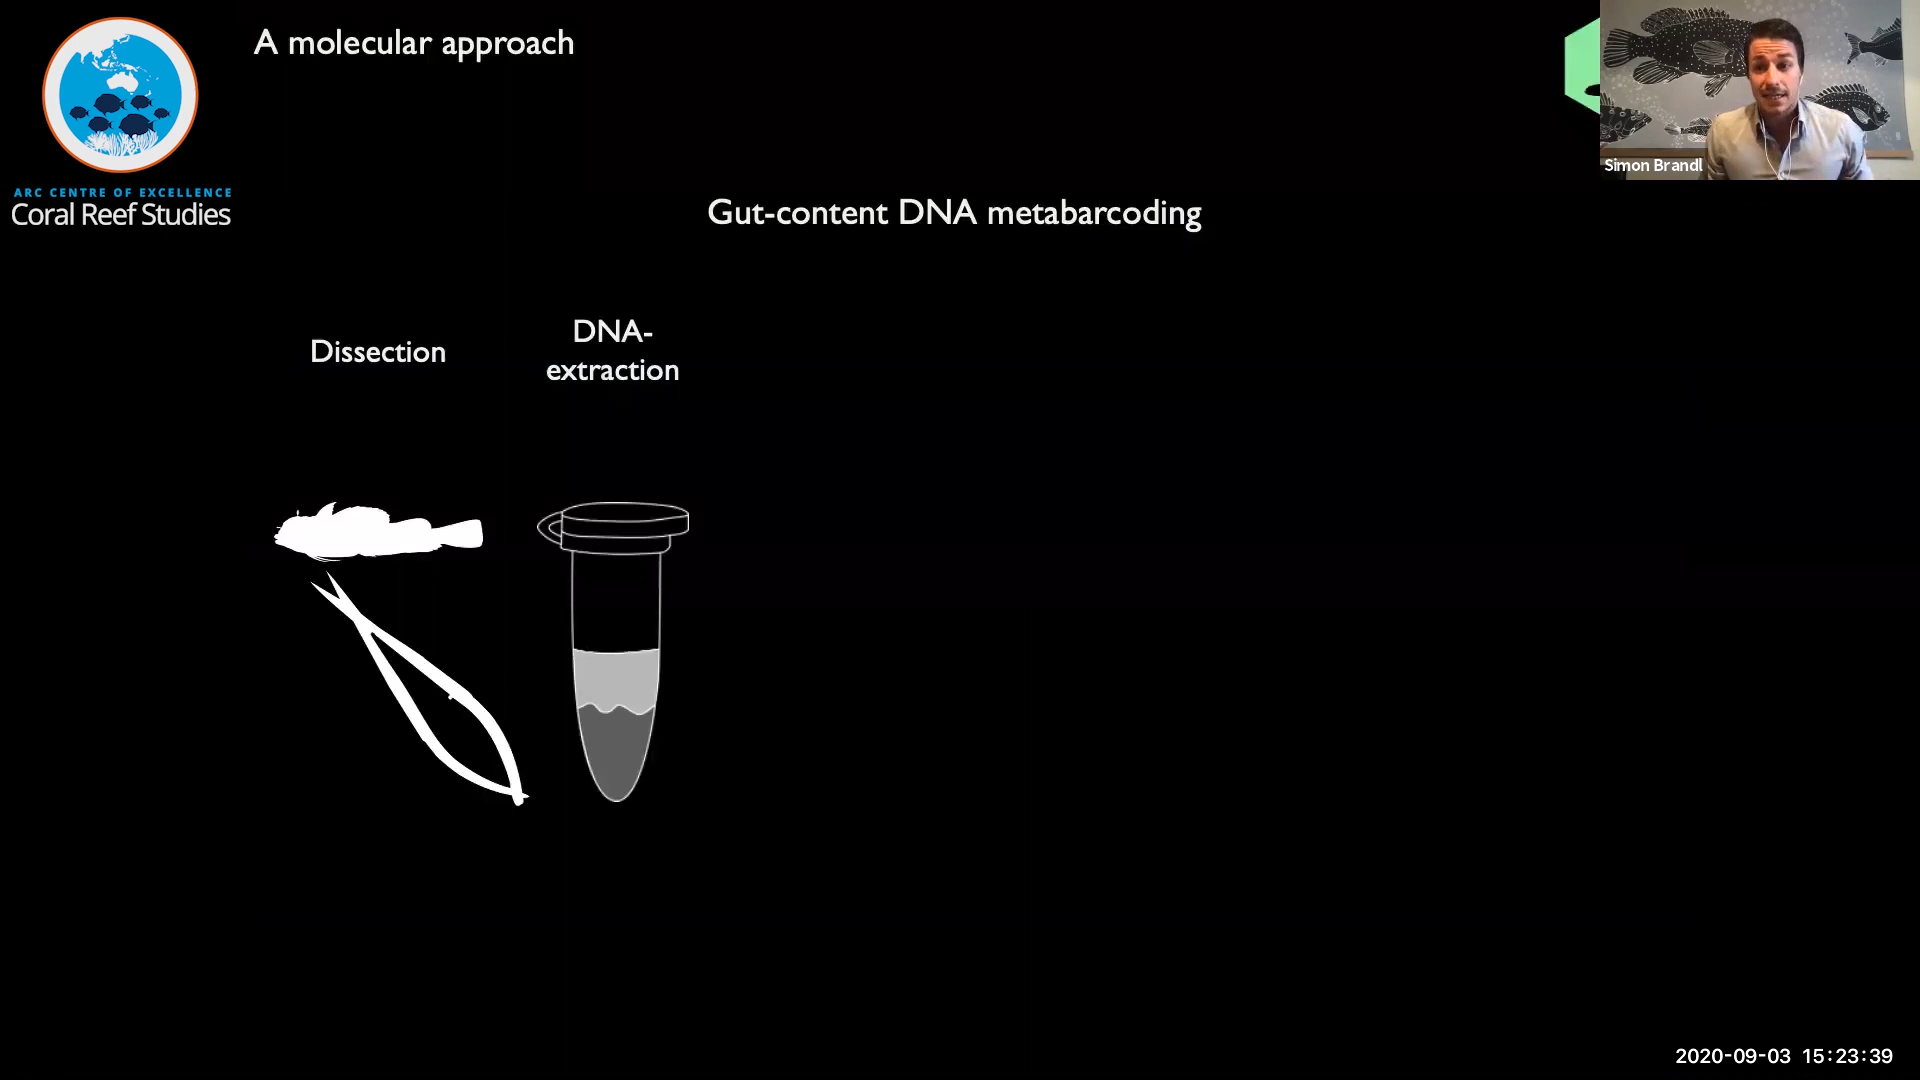 A molecular approach
Simon Brandl
ARC CENTRE OF EXCELLENCE
Coral Reef Studies
Gut-content DNA metabarcoding
Dissection
DNA-
extraction
2020-09-03 15:23:39